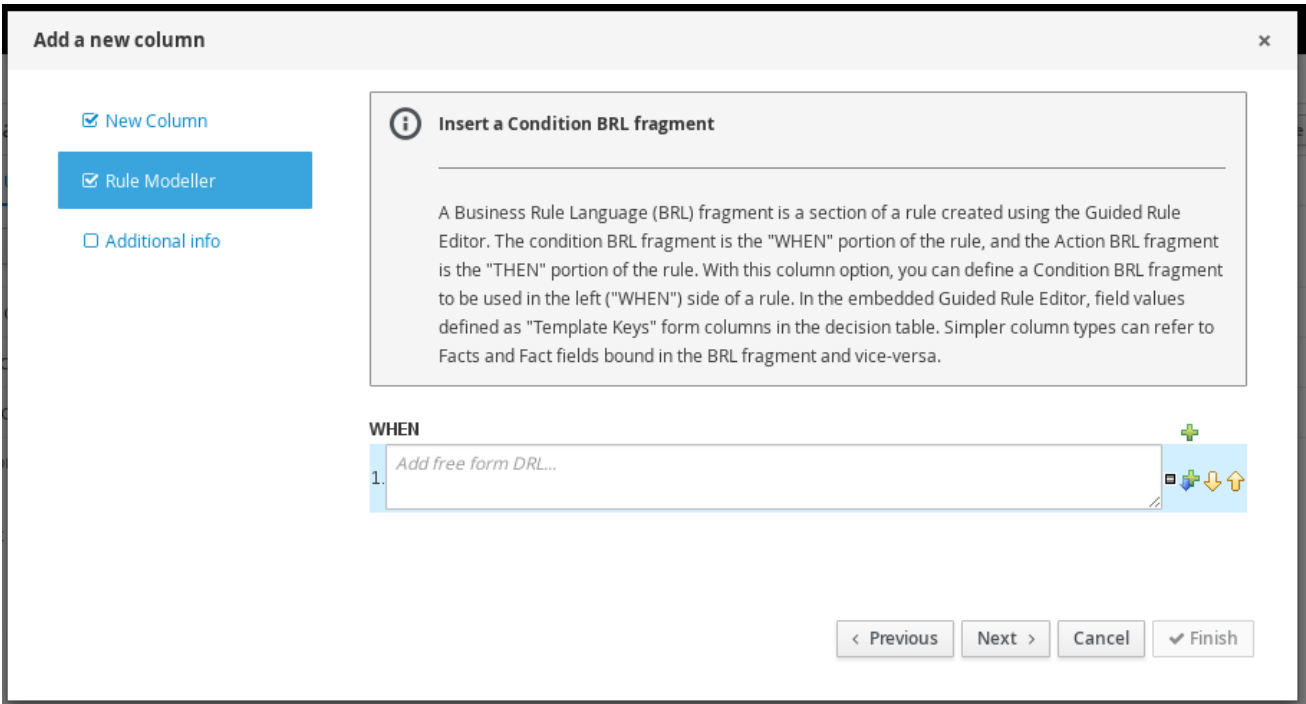 Add a new column
×
New Column
Rule Modeller
Additional info
Insert a Condition BRL fragment
A Business Rule Language (BRL) fragment is a section of a rule created using the Guided Rule
Editor. The condition BRL fragment is the "WHEN" portion of the rule, and the Action BRL fragment
is the "THEN" portion of the rule. With this column option, you can define a Condition BRL fragment
to be used in the left ("WHEN") side of a rule. In the embedded Guided Rule Editor, field values
defined as "Template Keys" form columns in the decision table. Simpler column types can refer to
Facts and Fact fields bound in the BRL fragment and vice-versa.
WHEN
1. Add free form DRL...
< Previous
Next >
Cancel
✔ Finish